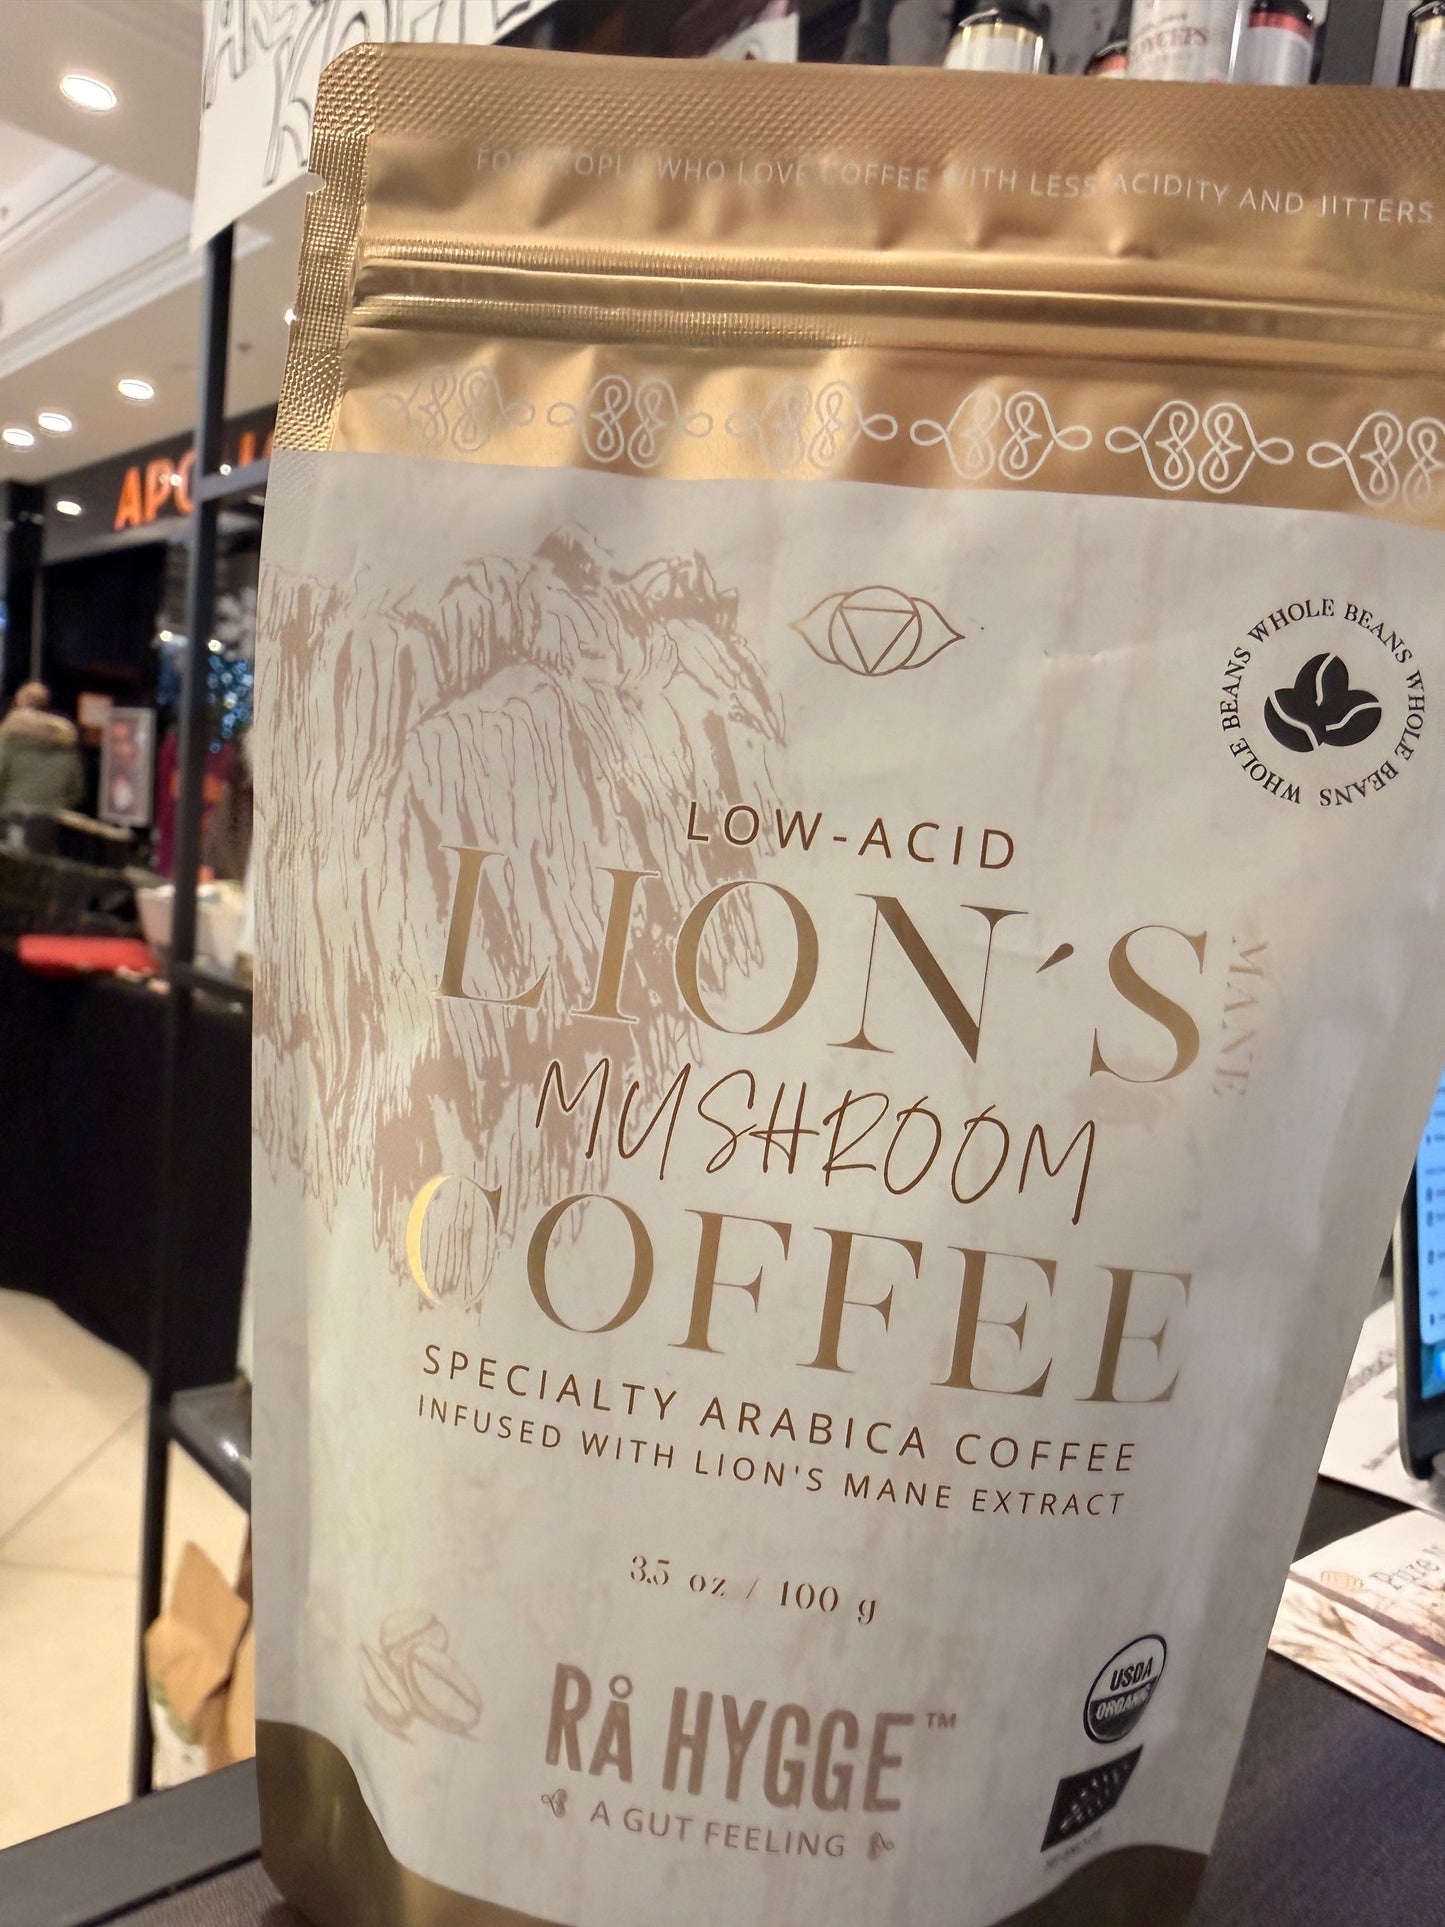 FOR PEOPLE WHO LOVE COFFEE WITH LESS ACIDITY AND JITTERS
WHOLE BEANS WHOLE BEANS WHOLE BEANS
LOW-ACID
LION´S
MANE
MUSHROOM
COFFEE
SPECIALTY ARABICA COFFEE
INFUSED WITH LION'S MANE EXTRACT
3.5 oz / 100 g
USDA
ORGANIC
RÅ HYGGE™
A GUT FEELING